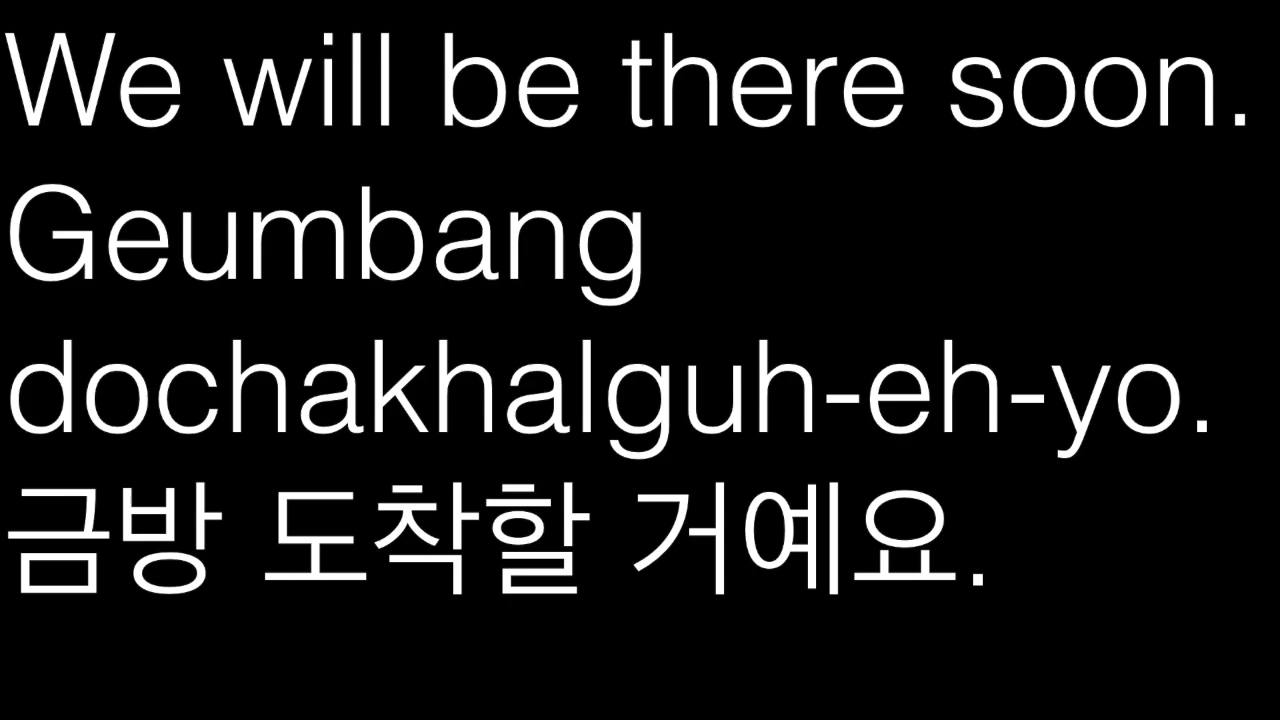 We will be there soon.
Geumbang
dochakhalguh-eh-yo.
금방 도착할 거예요.